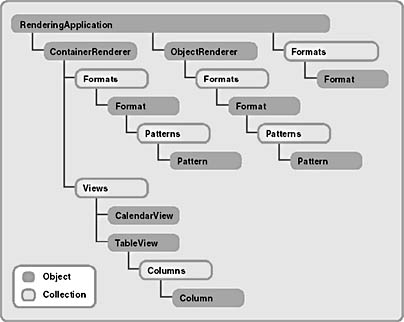 RenderingApplication
ContainerRenderer ObjectRenderer Formats
Formats Formats Format
Format Format
Patterns Patterns
Pattern Pattern
Views
CalendarView
TableView
Columns
Column
Object
Collection